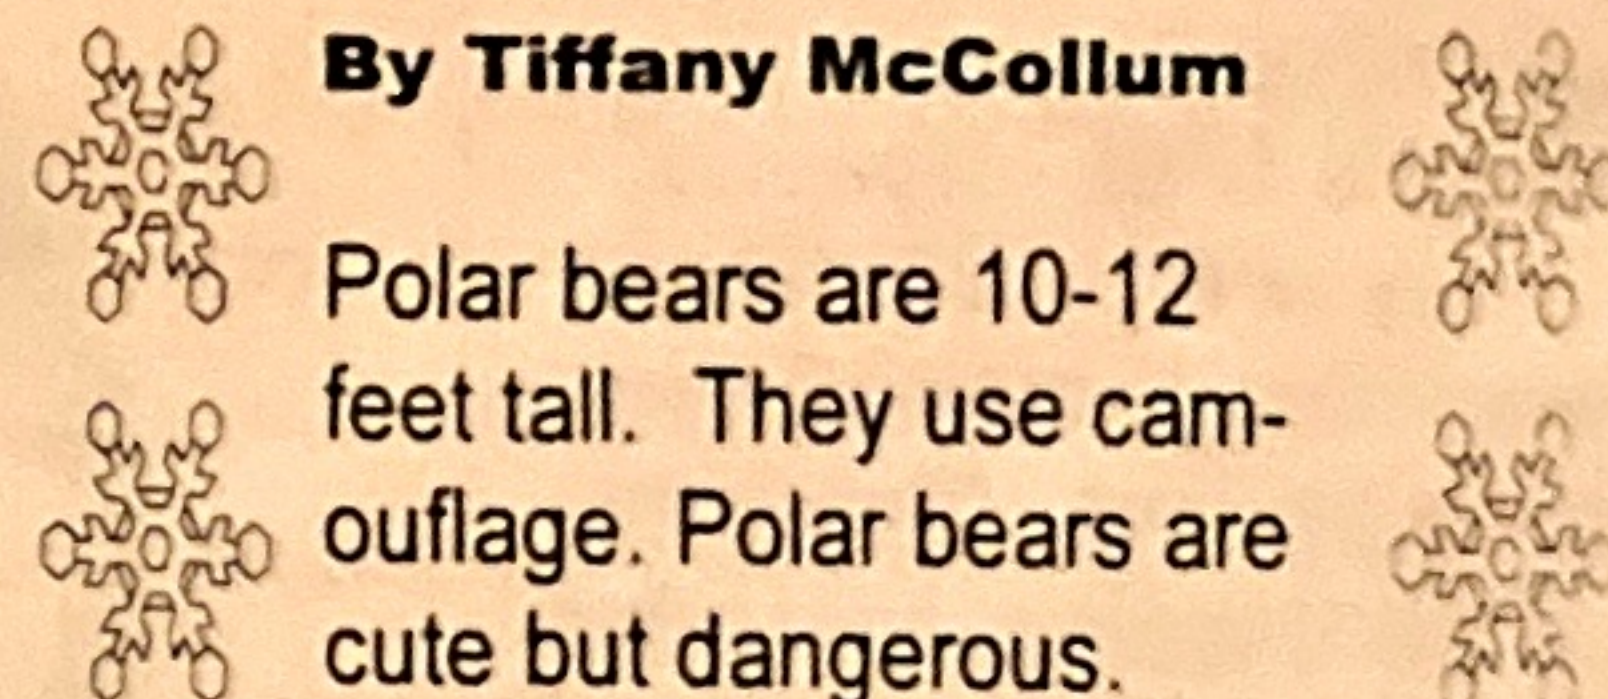 By Tiffany McCollum
Polar bears are 10-12
feet tall.  They use cam-
ouflage. Polar bears are
cute but dangerous.